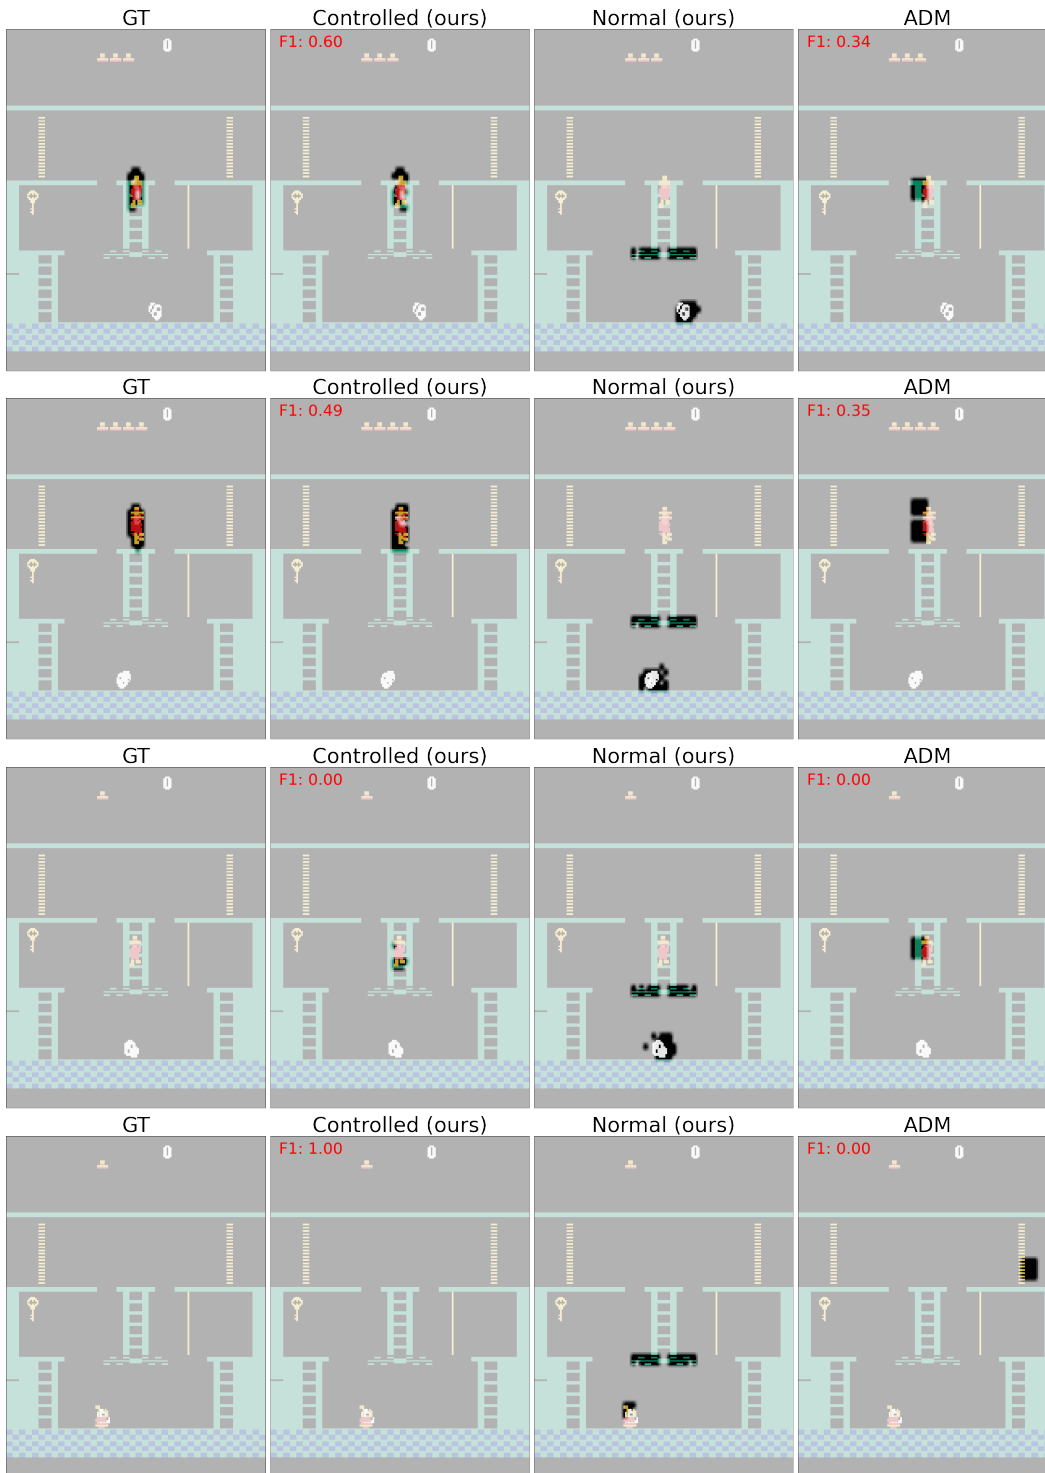 GT Controlled (ours) Normal (ours) ADM
0 F1: 0.60 0 0 F1: 0.34 0
GT Controlled (ours) Normal (ours) ADM
0 F1: 0.49 0 0 F1: 0.35 0
GT Controlled (ours) Normal (ours) ADM
0 F1: 0.00 0 0 F1: 0.00 0
GT Controlled (ours) Normal (ours) ADM
0 F1: 1.00 0 0 F1: 0.00 0